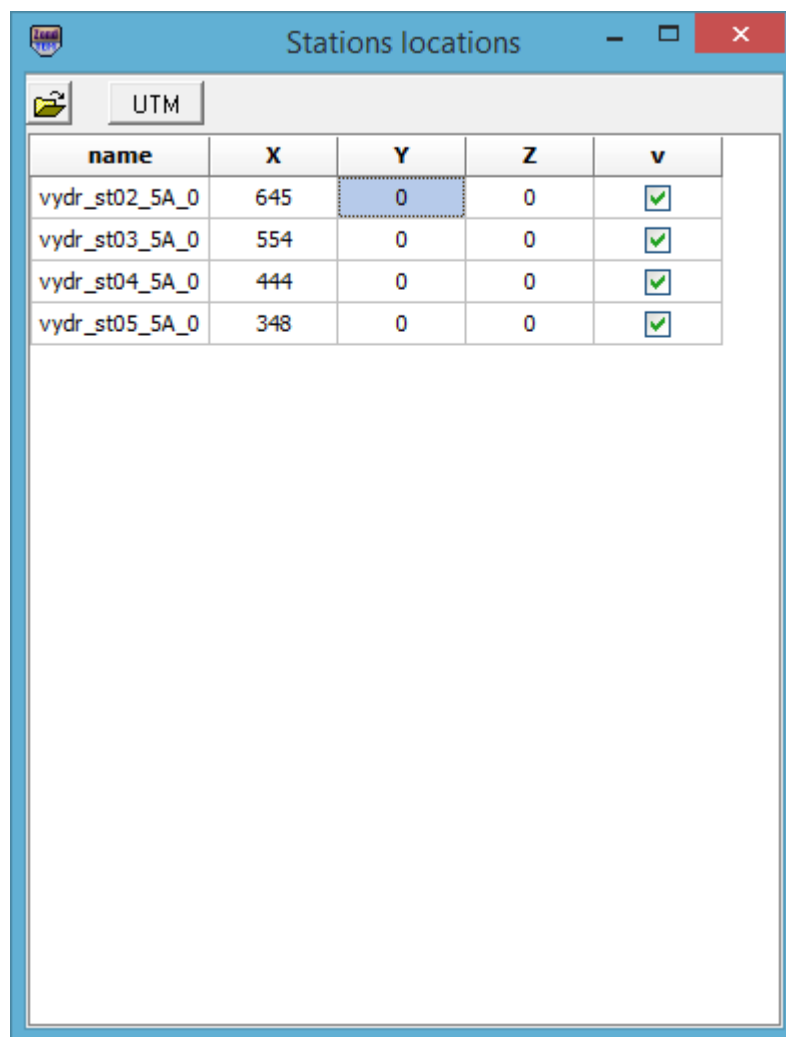 Stations locations
UTM
name X Y Z v
vydr_st02_5A_0 645 0 0
vydr_st03_5A_0 554 0 0
vydr_st04_5A_0 444 0 0
vydr_st05_5A_0 348 0 0